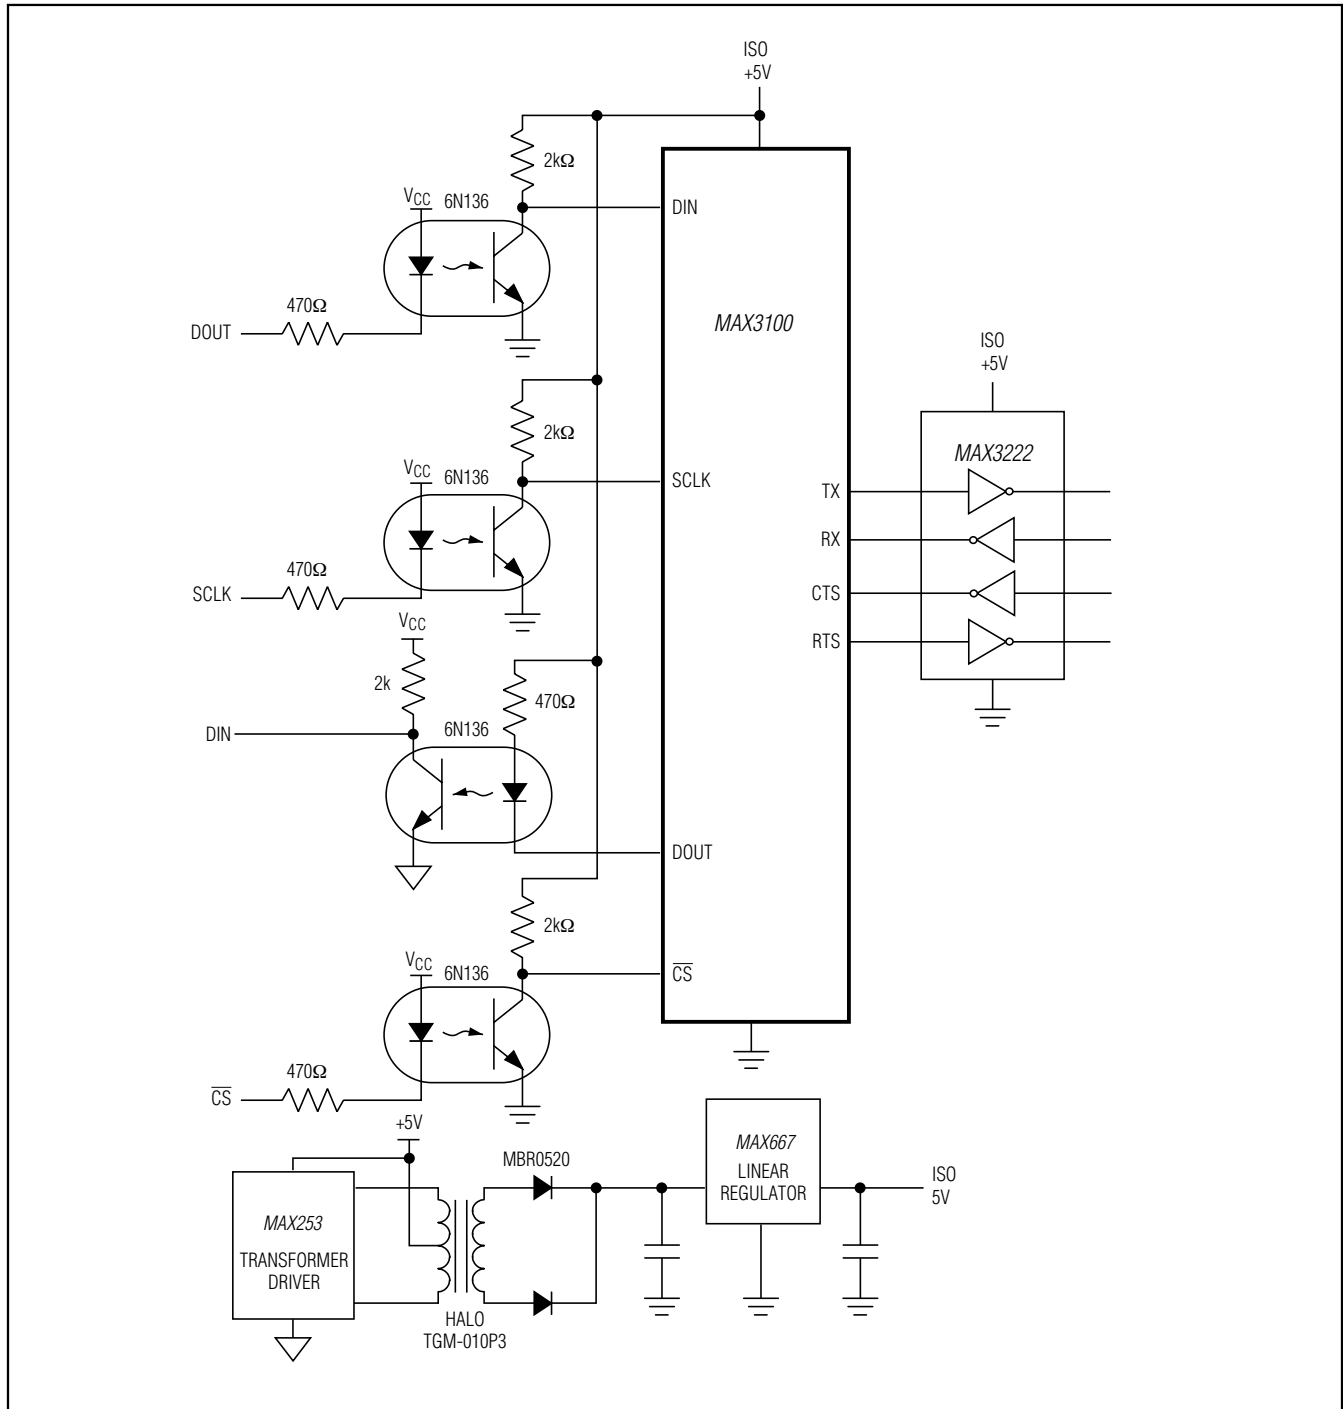 ISO
+5V
2kΩ
VCC
6N136
DIN
470Ω
DOUT
MAX3100
ISO
+5V
2kΩ
MAX3222
VCC
6N136
SCLK
TX
RX
470Ω
SCLK
CTS
VCC
RTS
2k
470Ω
DIN
6N136
DOUT
2kΩ
VCC
6N136
CS
470Ω
CS
+5V
MBR0520
MAX667
LINEAR
REGULATOR
ISO
5V
MAX253
TRANSFORMER
DRIVER
HALO
TGM-010P3